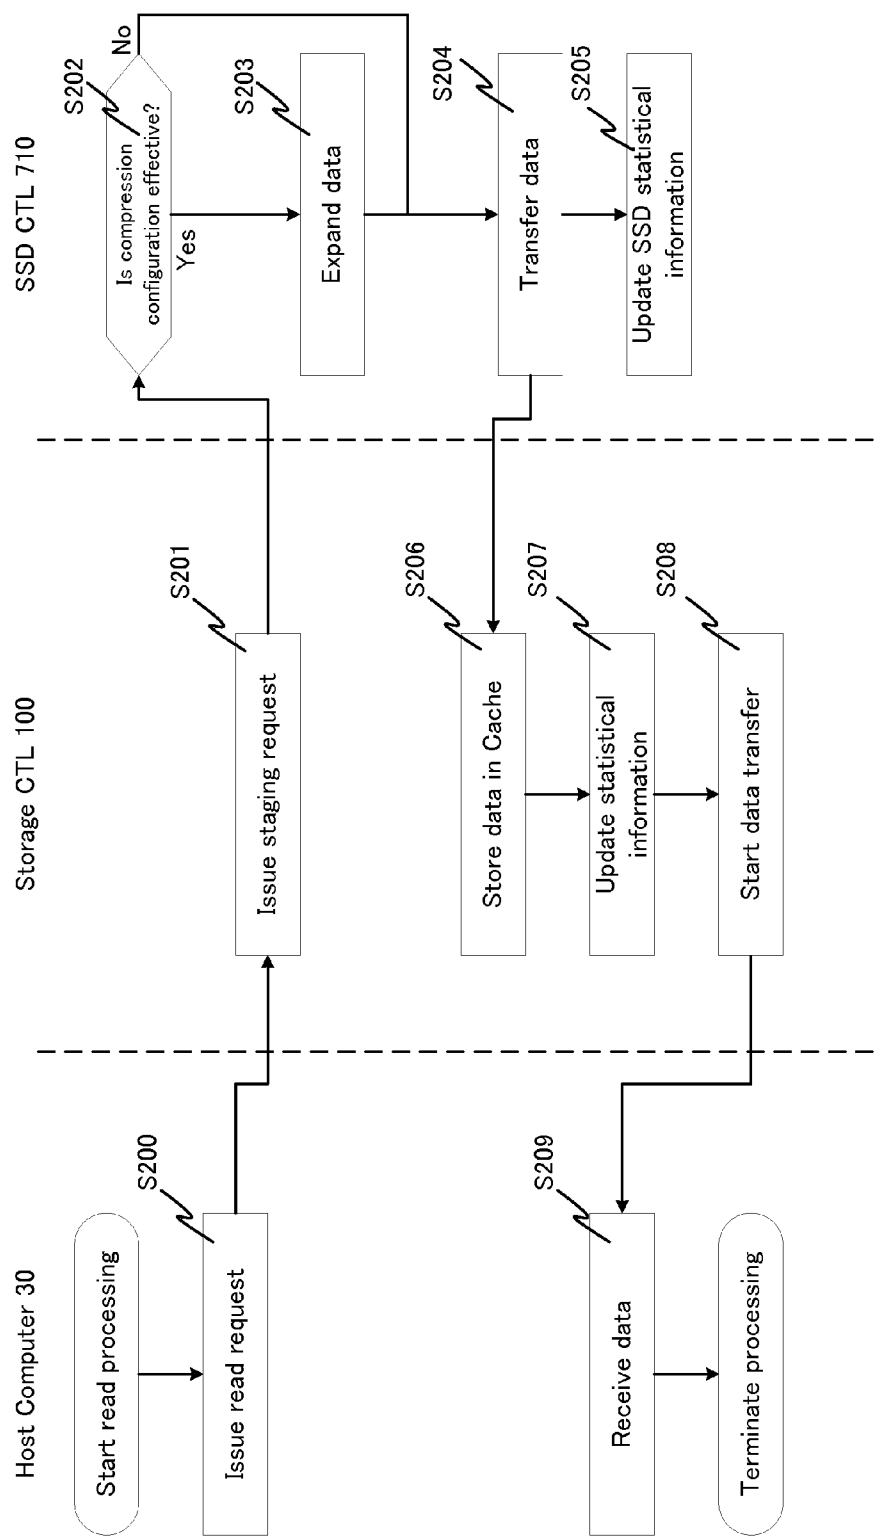 Host Computer 30
Start read processing
S200
Issue read request
S209
Receive data
Terminate processing
Storage CTL 100
S201
Issue staging request
S206
Store data in Cache
S207
Update statistical
information
S208
Start data transfer
SSD CTL 710
S202
Is compression
configuration effective?
No
Yes
S203
Expand data
S204
Transfer data
S205
Update SSD statistical
information